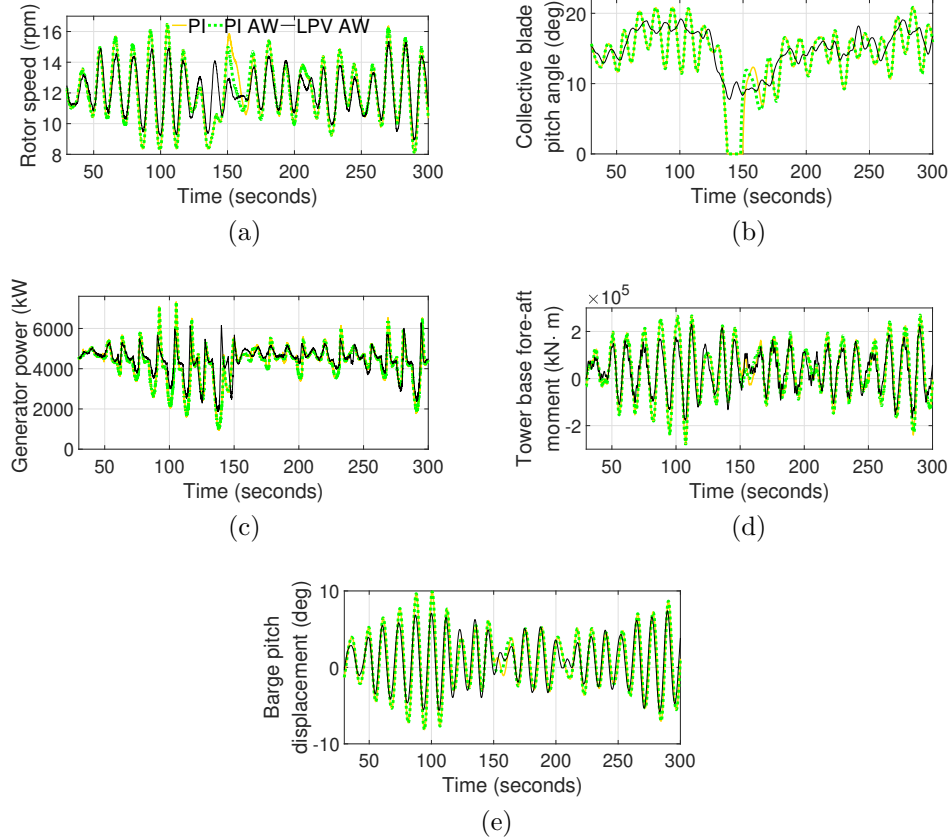 PI PI AW LPV AW
16
14
12
10
8
Rotor speed (rpm)
50 100 150 200 250 300
Time (seconds)
(a)
20
10
0
Collective blade
pitch angle (deg)
50 100 150 200 250 300
Time (seconds)
(b)
6000
4000
2000
0
Generator power (kW
50 100 150 200 250 300
Time (seconds)
(c)
×10⁵
2
0
-2
Tower base fore-aft
moment (kN· m)
50 100 150 200 250 300
Time (seconds)
(d)
10
0
-10
Barge pitch
displacement (deg)
50 100 150 200 250 300
Time (seconds)
(e)